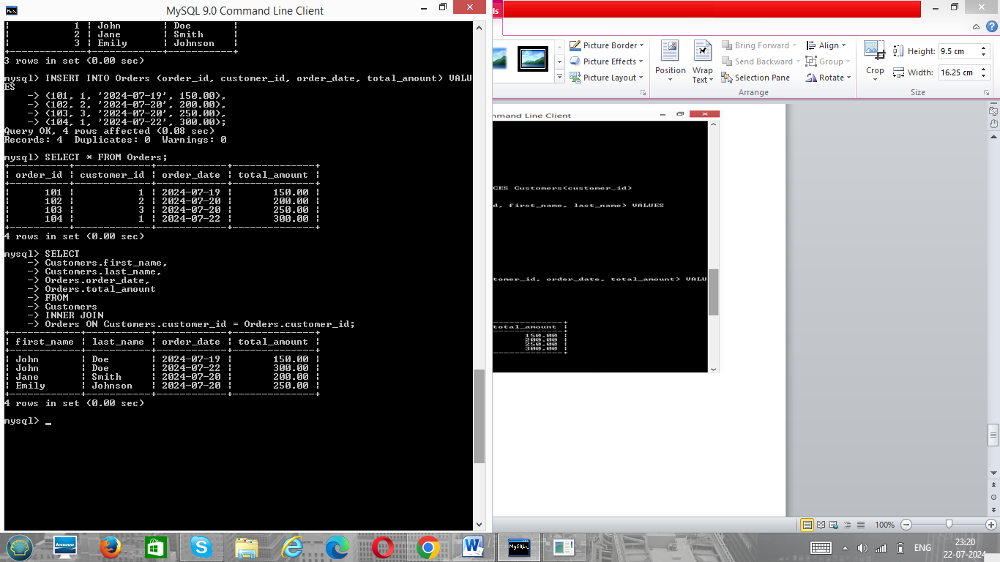 MySQL 9.0 Command Line Client
| 1 | John | Doe |
| 2 | Jane | Smith |
| 3 | Emily | Johnson |
3 rows in set (0.00 sec)
mysql> INSERT INTO Orders (order_id, customer_id, order_date, total_amount) VALU
ES
-> (101, 1, '2024-07-19', 150.00),
-> (102, 2, '2024-07-20', 200.00),
-> (103, 3, '2024-07-20', 250.00),
-> (104, 1, '2024-07-22', 300.00);
Query OK, 4 rows affected (0.08 sec)
Records: 4 Duplicates: 0 Warnings: 0
mysql> SELECT * FROM Orders;
| order_id | customer_id | order_date | total_amount |
| 101 | 1 | 2024-07-19 | 150.00 |
| 102 | 2 | 2024-07-20 | 200.00 |
| 103 | 3 | 2024-07-20 | 250.00 |
| 104 | 1 | 2024-07-22 | 300.00 |
4 rows in set (0.00 sec)
mysql> SELECT
-> Customers.first_name,
-> Customers.last_name,
-> Orders.order_date,
-> Orders.total_amount
-> FROM
-> Customers
-> INNER JOIN
-> Orders ON Customers.customer_id = Orders.customer_id;
| first_name | last_name | order_date | total_amount |
| John | Doe | 2024-07-19 | 150.00 |
| John | Doe | 2024-07-22 | 300.00 |
| Jane | Smith | 2024-07-20 | 200.00 |
| Emily | Johnson | 2024-07-20 | 250.00 |
4 rows in set (0.00 sec)
mysql> _
ls
Picture Border
Picture Effects
Picture Layout
Position
Wrap
Text
Bring Forward
Send Backward
Selection Pane
Align
Group
Rotate
Arrange
Crop
Height: 9.5 cm
Width: 16.25 cm
Size
mmand Line Client
CES Customers(customer_id)
d, first_name, last_name) VALUES
tomer_id, order_date, total_amount) VALU
total_amount |
150.00 |
200.00 |
250.00 |
300.00 |
100%
lenovo
MySQL
ENG
23:20
22-07-2024